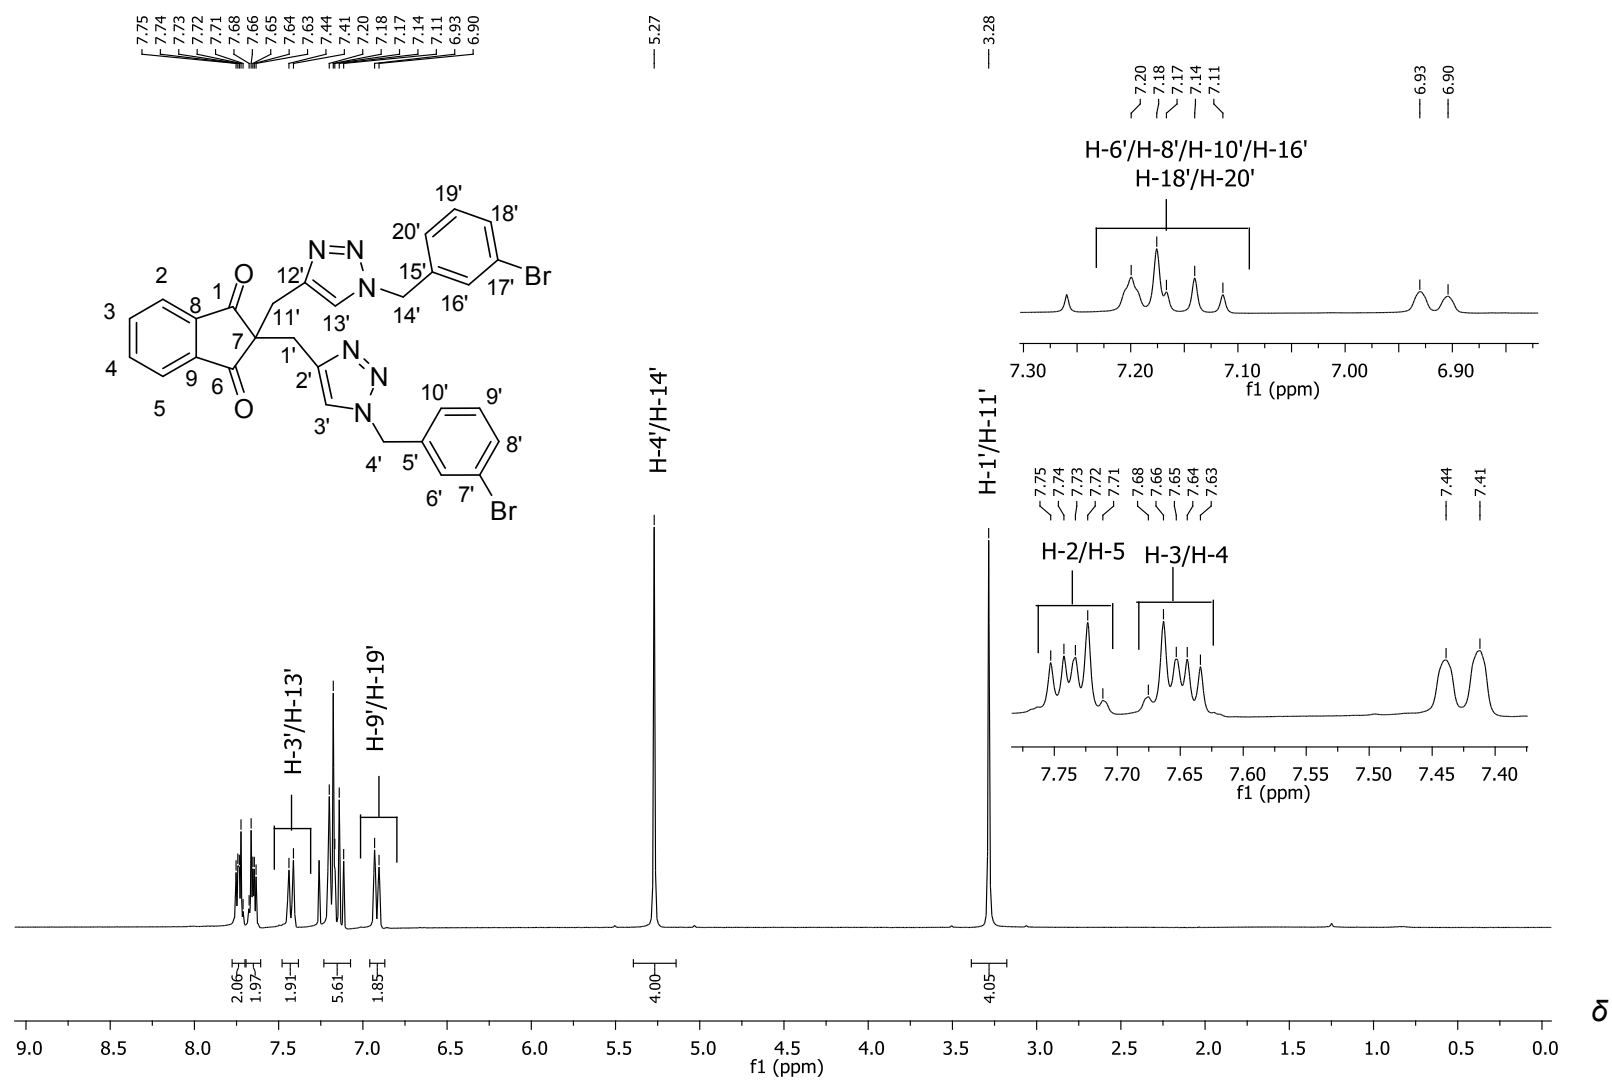 7.75 7.74 7.73 7.72 7.71 7.68 7.66 7.65 7.64 7.63 7.44 7.41 7.20 7.18 7.17 7.14 7.11 6.93 6.90
5.27
3.28
7.20 7.18 7.17 7.14 7.11 6.93 6.90
H-6'/H-8'/H-10'/H-16'
H-18'/H-20'
7.30 7.20 7.10 7.00 6.90
f1 (ppm)
19'
18'
20'
N N
12'
15'
17'
Br
O
2
1
N
16'
3
8
11'
13'
14'
7
4
9
1'
N
6
2'
N
5
O
3'
N
10'
9'
4'
5'
8'
6'
7'
Br
H-4'/H-14'
H-1'/H-11'
7.75 7.74 7.73 7.72 7.71 7.68 7.66 7.65 7.64 7.63 7.44 7.41
H-2/H-5 H-3/H-4
7.75 7.70 7.65 7.60 7.55 7.50 7.45 7.40
f1 (ppm)
H-3'/H-13'
H-9'/H-19'
2.06 1.97 1.91 5.61 1.85 4.00 4.05
δ
9.0 8.5 8.0 7.5 7.0 6.5 6.0 5.5 5.0 4.5 4.0 3.5 3.0 2.5 2.0 1.5 1.0 0.5 0.0
f1 (ppm)